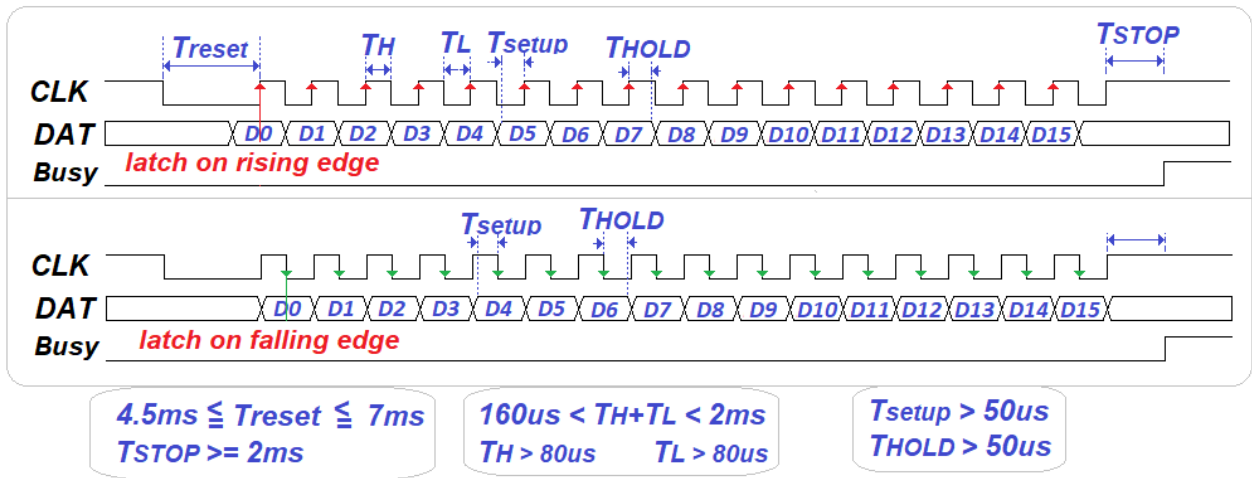 Treset TH TL Tsetup THOLD TSTOP
CLK
DAT D0 D1 D2 D3 D4 D5 D6 D7 D8 D9 D10 D11 D12 D13 D14 D15
latch on rising edge
Busy
Tsetup THOLD
CLK
DAT D0 D1 D2 D3 D4 D5 D6 D7 D8 D9 D10 D11 D12 D13 D14 D15
latch on falling edge
Busy
4.5ms ≦ Treset ≦ 7ms
TSTOP >= 2ms
160us < TH+TL < 2ms
TH > 80us TL > 80us
Tsetup > 50us
THOLD > 50us